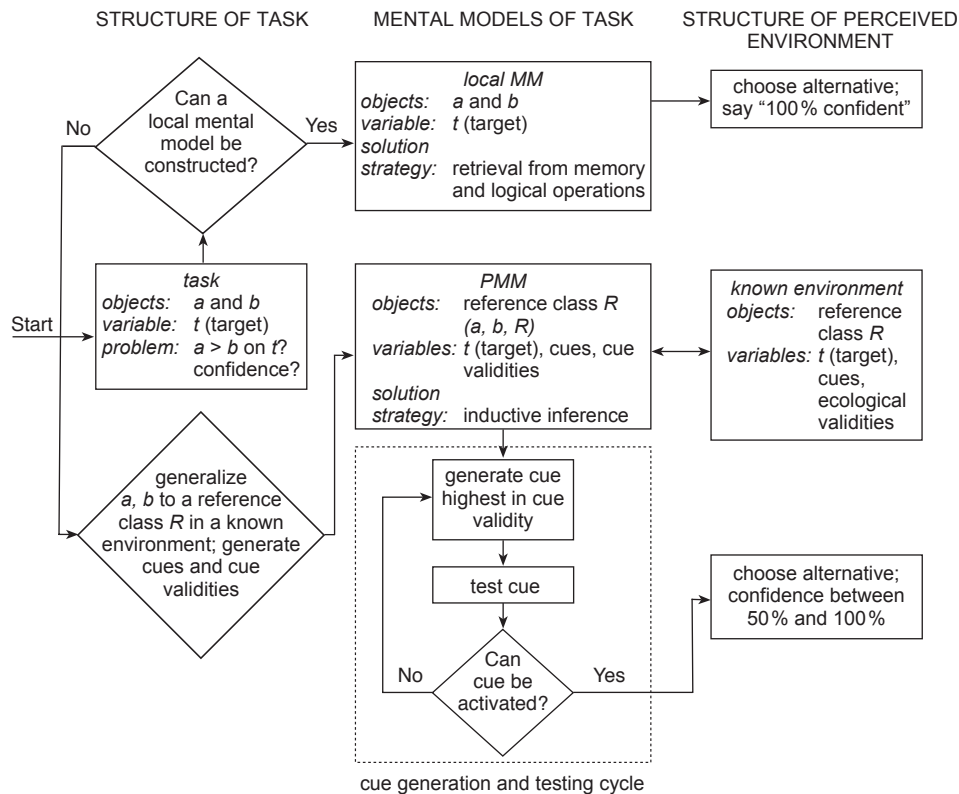 STRUCTURE OF TASK
MENTAL MODELS OF TASK
STRUCTURE OF PERCEIVED
ENVIRONMENT
Can a
local mental
model be
constructed?
No
Yes
local MM
objects: a and b
variable: t (target)
solution
strategy: retrieval from memory
and logical operations
choose alternative;
say “100% confident”
Start
task
objects: a and b
variable: t (target)
problem: a > b on t?
confidence?
PMM
objects: reference class R
(a, b, R)
variables: t (target), cues, cue
validities
solution
strategy: inductive inference
known environment
objects: reference
class R
variables: t (target),
cues,
ecological
validities
generalize
a, b to a reference
class R in a known
environment; generate
cues and cue
validities
generate cue
highest in cue
validity
test cue
Can
cue be
activated?
No
Yes
choose alternative;
confidence between
50% and 100%
cue generation and testing cycle